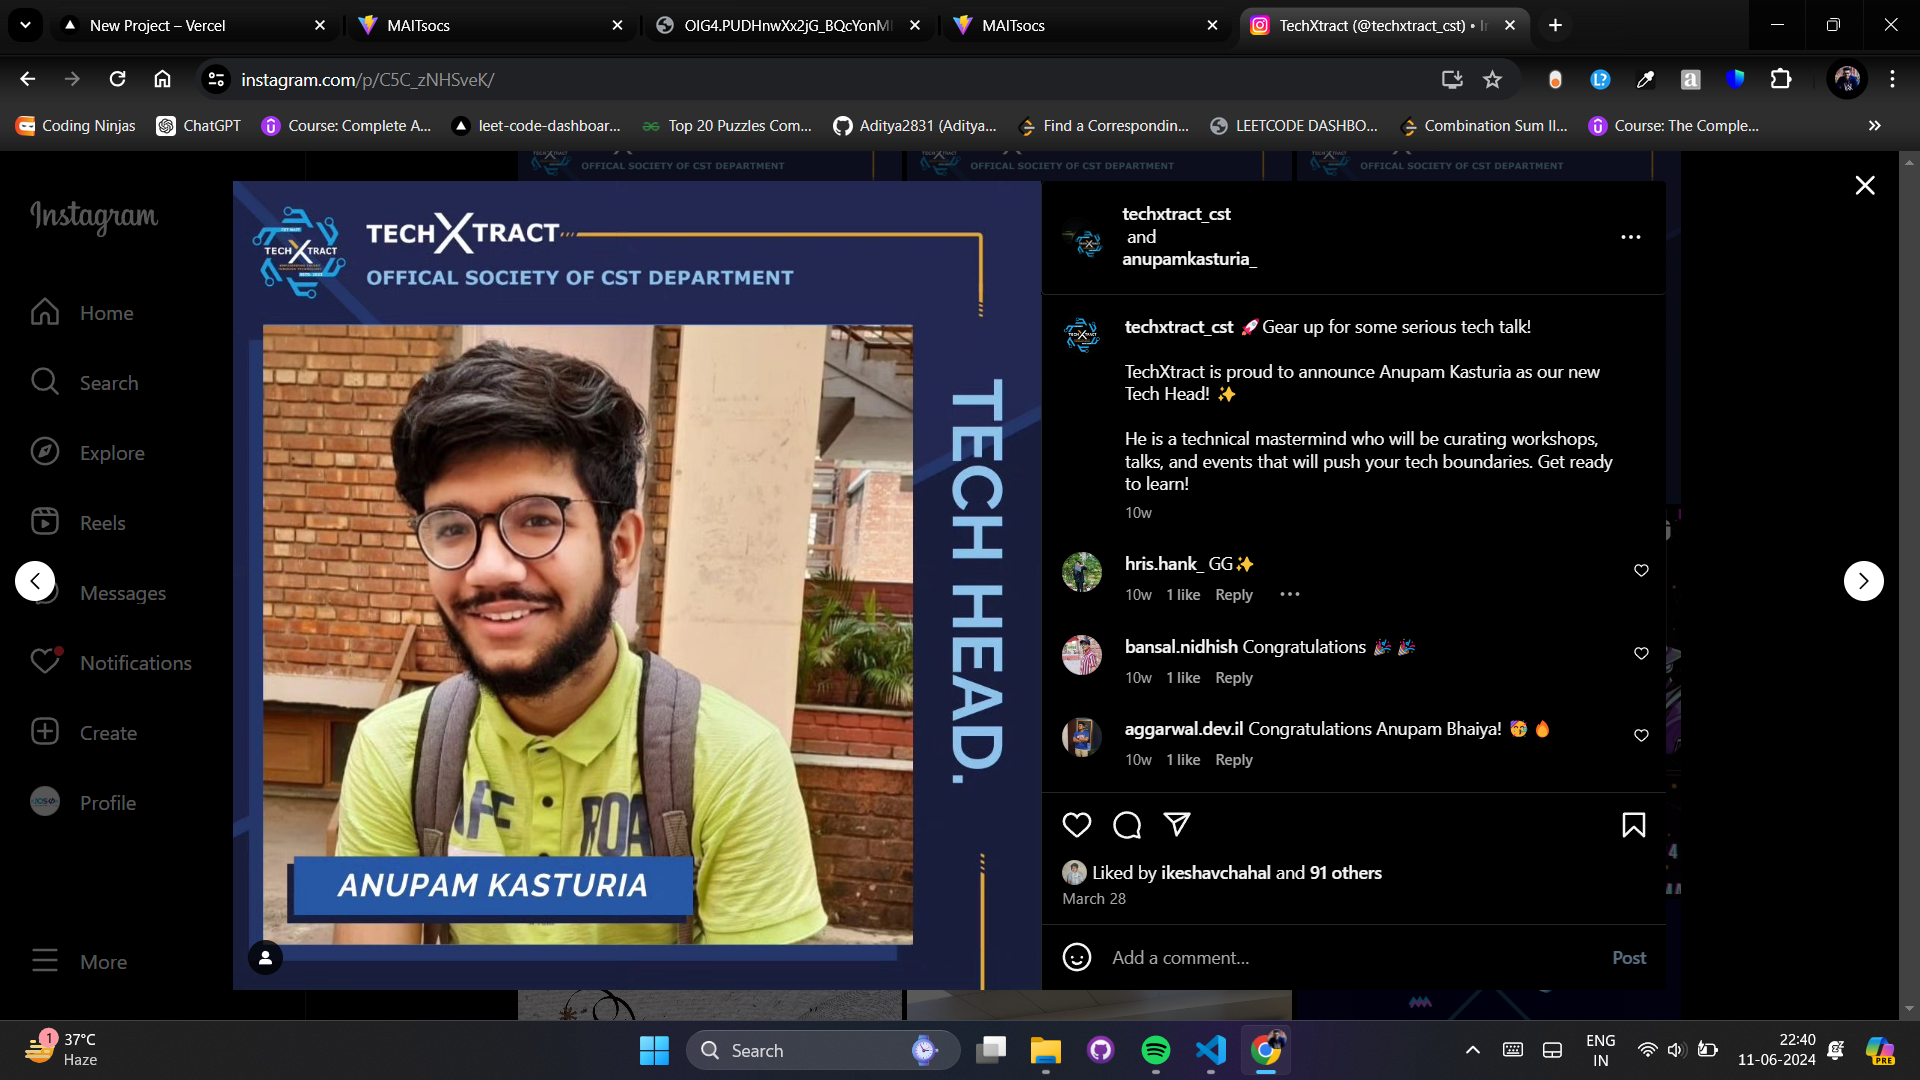 New Project – Vercel
MAITsocs
OIG4.PUDHnwXx2jG_BQcYonM
MAITsocs
TechXtract (@techxtract_cst) • Ir
instagram.com/p/C5C_zNHSveK/
Coding Ninjas
ChatGPT
Course: Complete A...
leet-code-dashboar...
Top 20 Puzzles Com...
Aditya2831 (Aditya...
Find a Correspondin...
LEETCODE DASHBO...
Combination Sum II...
Course: The Comple...
OFFICAL SOCIETY OF CST DEPARTMENT
OFFICAL SOCIETY OF CST DEPARTMENT
OFFICAL SOCIETY OF CST DEPARTMENT
Instagram
Home
Search
Explore
Reels
Messages
Notifications
Create
Profile
More
TECH X TRACT
TECHXTRACT
OFFICAL SOCIETY OF CST DEPARTMENT
TECH HEAD.
ANUPAM KASTURIA
techxtract_cst
and
anupamkasturia_
techxtract_cst 🚀Gear up for some serious tech talk!
TechXtract is proud to announce Anupam Kasturia as our new
Tech Head! ✨
He is a technical mastermind who will be curating workshops,
talks, and events that will push your tech boundaries. Get ready
to learn!
10w
hris.hank_ GG✨
10w 1 like Reply
bansal.nidhish Congratulations 🎉 🎉
10w 1 like Reply
aggarwal.dev.il Congratulations Anupam Bhaiya! 🥳 🔥
10w 1 like Reply
Liked by ikeshavchahal and 91 others
March 28
Add a comment...
Post
1
37°C
Haze
Search
ENG
IN
22:40
11-06-2024
PRE